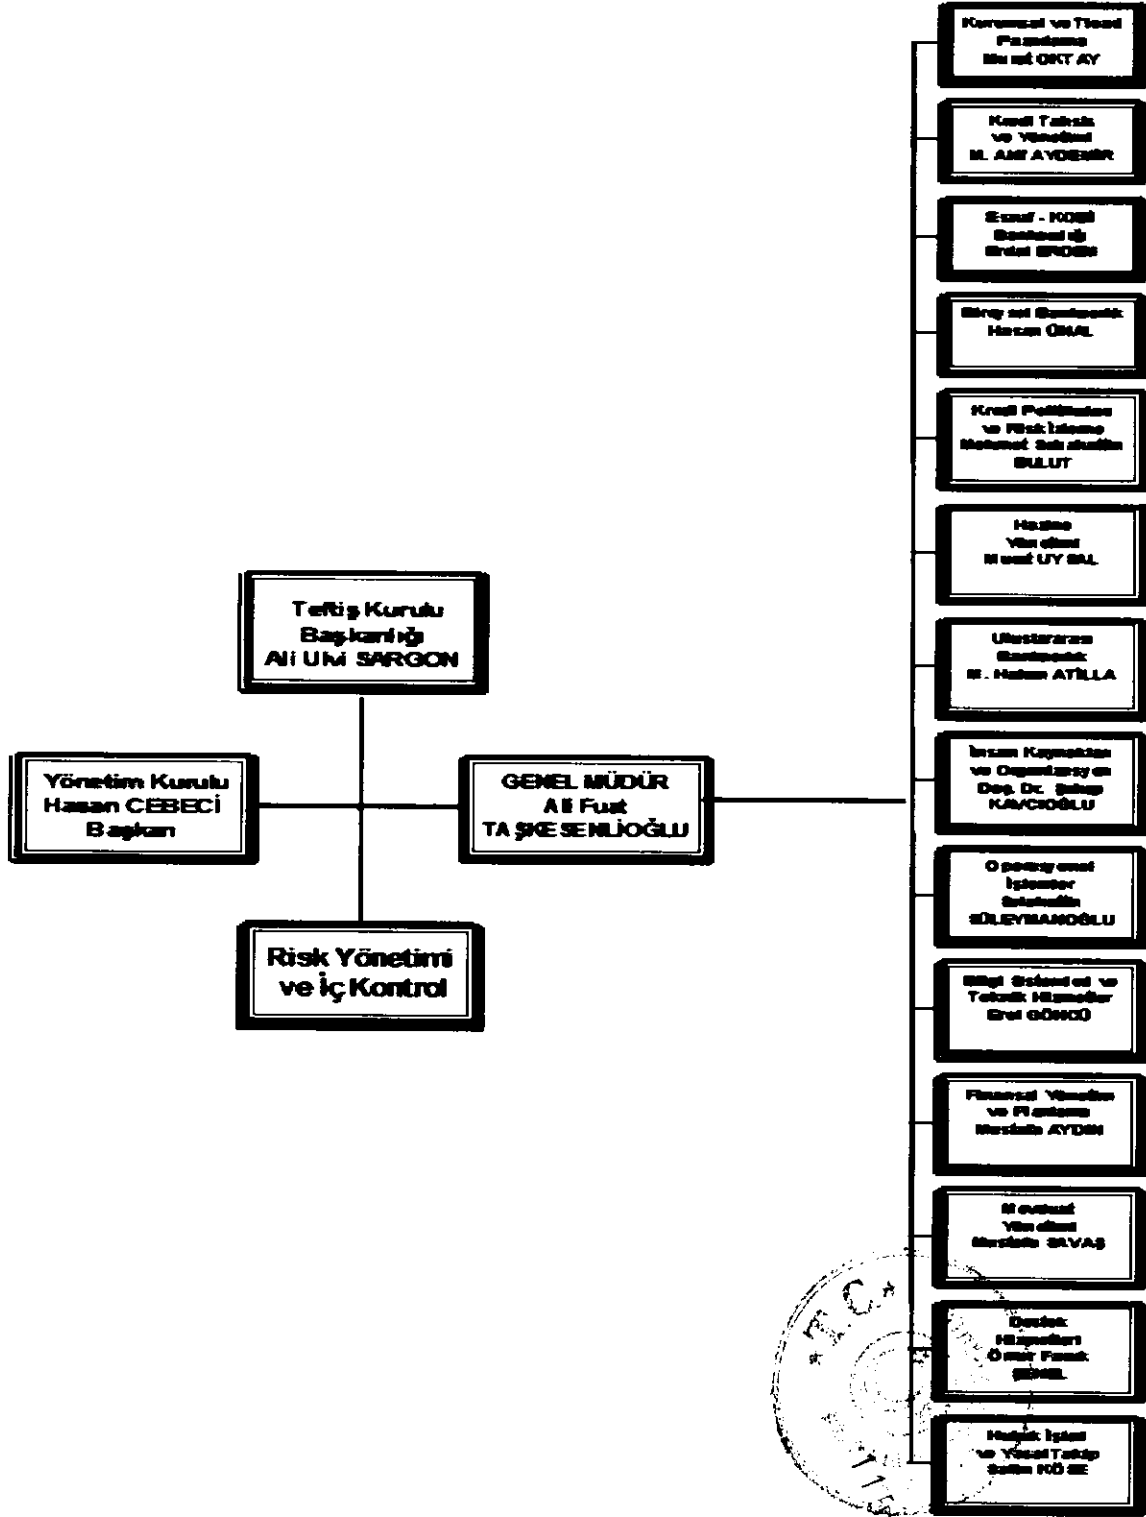 Teftiş Kurulu
Başkanlığı
Ali Ulvi SARGON
Yönetim Kurulu
Hasan CEBECİ
Başkan
GENEL MÜDÜR
Ali Fuat
TAŞKESENLİOĞLU
Risk Yönetimi
ve İç Kontrol
Kurumsal ve Ticari
Pazarlama
Murat OKTAY
Kredi Tahsis
ve Yönetimi
M. Akif AYDEMİR
Esnaf - KOBİ
Bankacılığı
Erdal ERDEM
Bireysel Bankacılık
Hasan ÜNAL
Kredi Politikaları
ve Risk İzleme
Mehmet Sebahattin
BULUT
Hazine
Yönetimi
Murat UYSAL
Uluslararası
Bankacılık
M. Hakan ATİLLA
İnsan Kaynakları
ve Organizasyon
Doç. Dr. Şahap
KAVCIOĞLU
Operasyonel
İşlemler
Selahattin
SÜLEYMANOĞLU
Bilgi Sistemleri ve
Teknik Hizmetler
Erol GÖNCÜ
Finansal Yönetim
ve Planlama
Mustafa AYDIN
Mevzuat
Yönetimi
Mustafa SAVAŞ
Destek
Hizmetleri
Ömer Faruk
ŞENEL
Hukuk İşleri
ve Yasal Takip
Selim KÖSE
T.C.